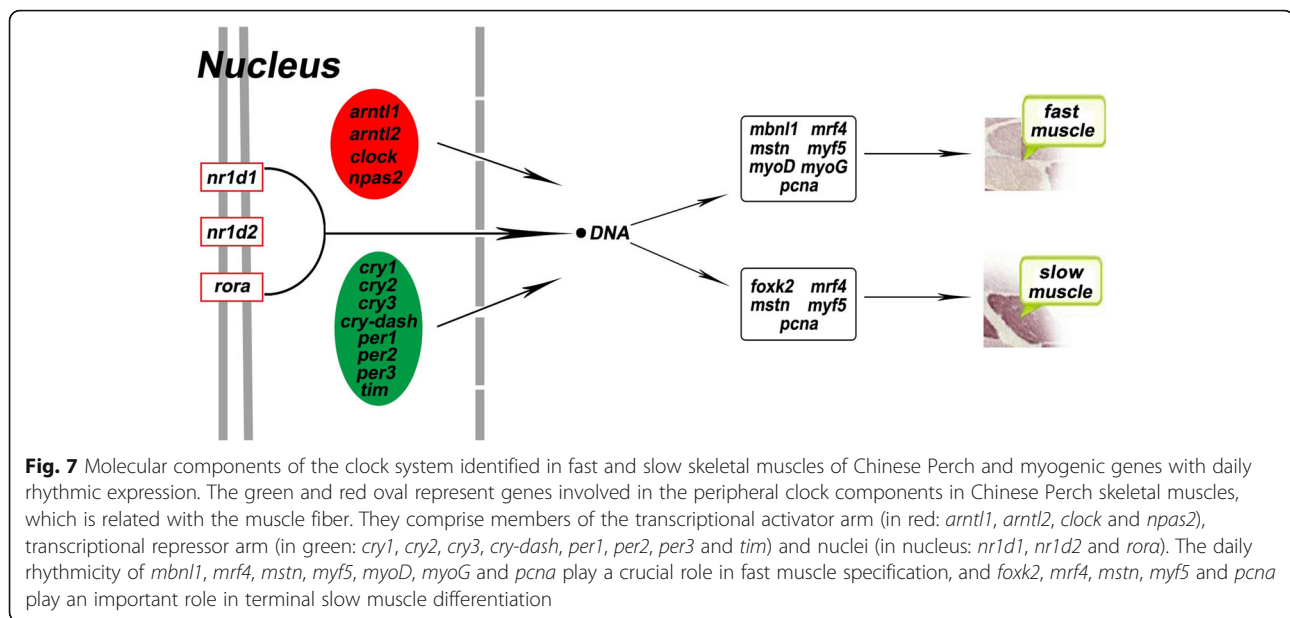 Nucleus
arntl1
arntl2
clock
npas2
nr1d1
nr1d2
rora
cry1
cry2
cry3
cry-dash
per1
per2
per3
tim
DNA
mbnl1 mrf4
mstn myf5
myoD myoG
pcna
fast
muscle
foxk2 mrf4
mstn myf5
pcna
slow
muscle
Fig. 7 Molecular components of the clock system identified in fast and slow skeletal muscles of Chinese Perch and myogenic genes with daily
rhythmic expression. The green and red oval represent genes involved in the peripheral clock components in Chinese Perch skeletal muscles,
which is related with the muscle fiber. They comprise members of the transcriptional activator arm (in red: arntl1, arntl2, clock and npas2),
transcriptional repressor arm (in green: cry1, cry2, cry3, cry-dash, per1, per2, per3 and tim) and nuclei (in nucleus: nr1d1, nr1d2 and rora). The daily
rhythmicity of mbnl1, mrf4, mstn, myf5, myoD, myoG and pcna play a crucial role in fast muscle specification, and foxk2, mrf4, mstn, myf5 and pcna
play an important role in terminal slow muscle differentiation